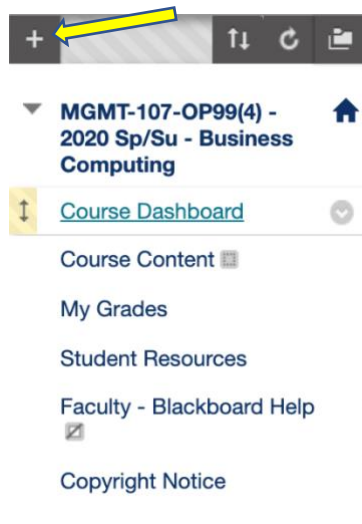 MGMT-107-OP99(4) -
2020 Sp/Su - Business
Computing
Course Dashboard
Course Content
My Grades
Student Resources
Faculty - Blackboard Help
Copyright Notice